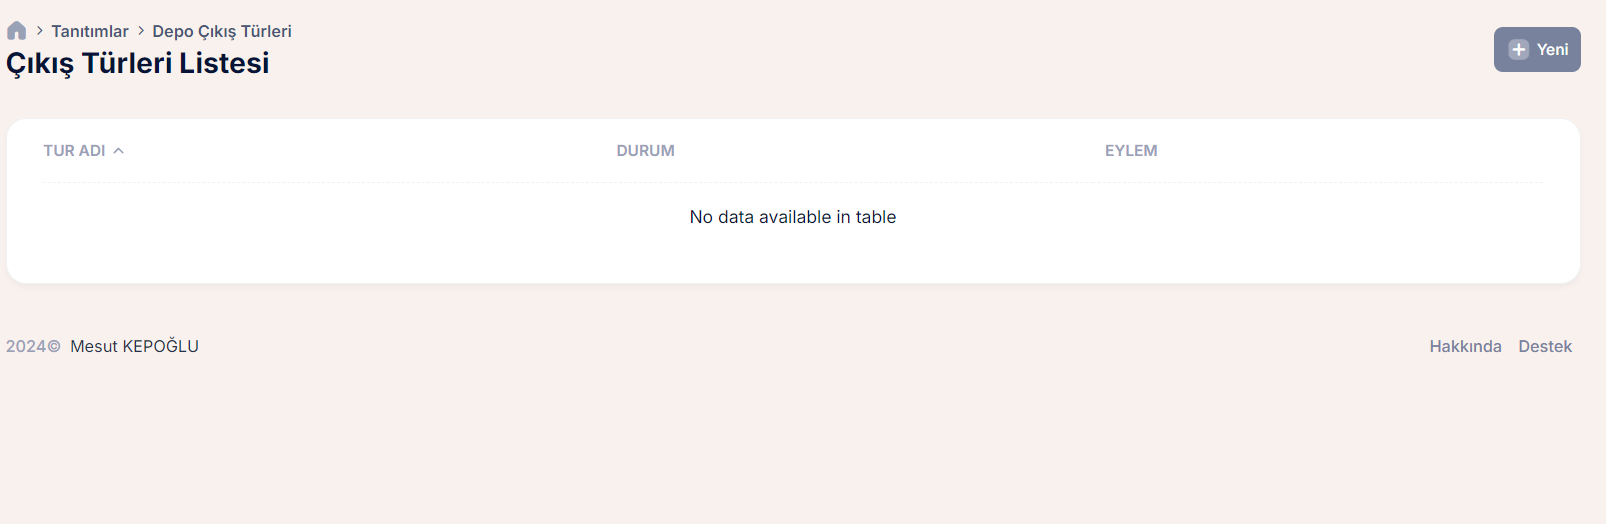 Tanıtımlar > Depo Çıkış Türleri
Çıkış Türleri Listesi
Yeni
TUR ADI DURUM EYLEM
No data available in table
2024© Mesut KEPOĞLU Hakkında Destek